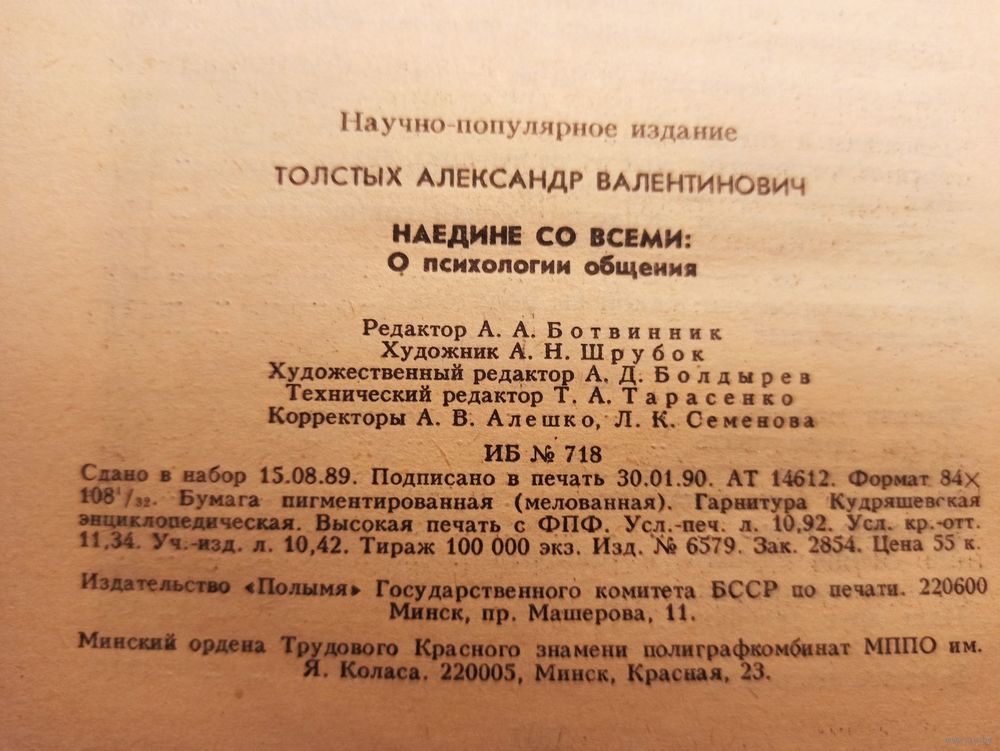 Научно-популярное издание
ТОЛСТЫХ АЛЕКСАНДР ВАЛЕНТИНОВИЧ
НАЕДИНЕ СО ВСЕМИ:
О психологии общения
Редактор А. А. Ботвинник
Художник А. Н. Шрубок
Художественный редактор А. Д. Болдырев
Технический редактор Т. А. Тарасенко
Корректоры А. В. Алешко, Л. К. Семенова
ИБ № 718
Сдано в набор 15.08.89. Подписано в печать 30.01.90. АТ 14612. Формат 84×
108¹/₃₂. Бумага пигментированная (мелованная). Гарнитура Кудряшевская
энциклопедическая. Высокая печать с ФПФ. Усл.-печ. л. 10,92. Усл. кр.-отт.
11,34. Уч.-изд. л. 10,42. Тираж 100 000 экз. Изд. № 6579. Зак. 2854. Цена 55 к.
Издательство «Полымя» Государственного комитета БССР по печати. 220600
Минск, пр. Машерова, 11.
Минский ордена Трудового Красного знамени полиграфкомбинат МППО им.
Я. Коласа. 220005, Минск, Красная, 23.